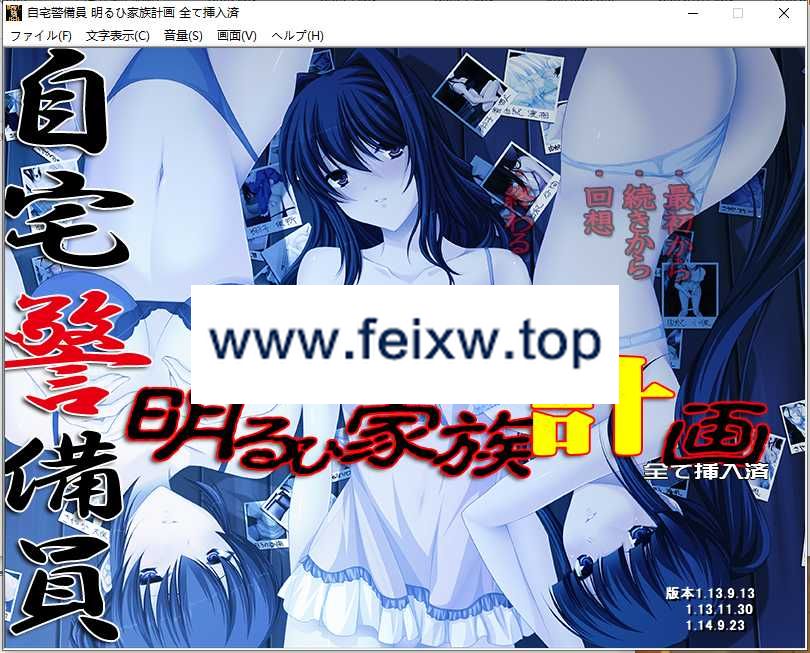 自宅警備員 明るひ家族計画 全て挿入済
ファイル(F) 文字表示(C) 音量(S) 画面(V) ヘルプ(H)
自宅警備員
・最初から
・続きから
・回想
終わる
www.feixw.top
明るひ家族計画
全て挿入済
版本1.13.9.13
1.13.11.30
1.14.9.23